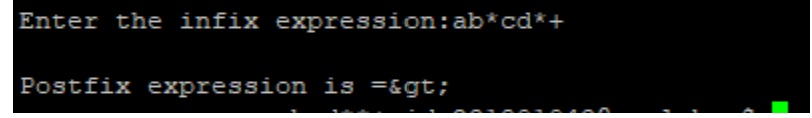 Enter the infix expression:ab*cd*+
Postfix expression is =&gt;